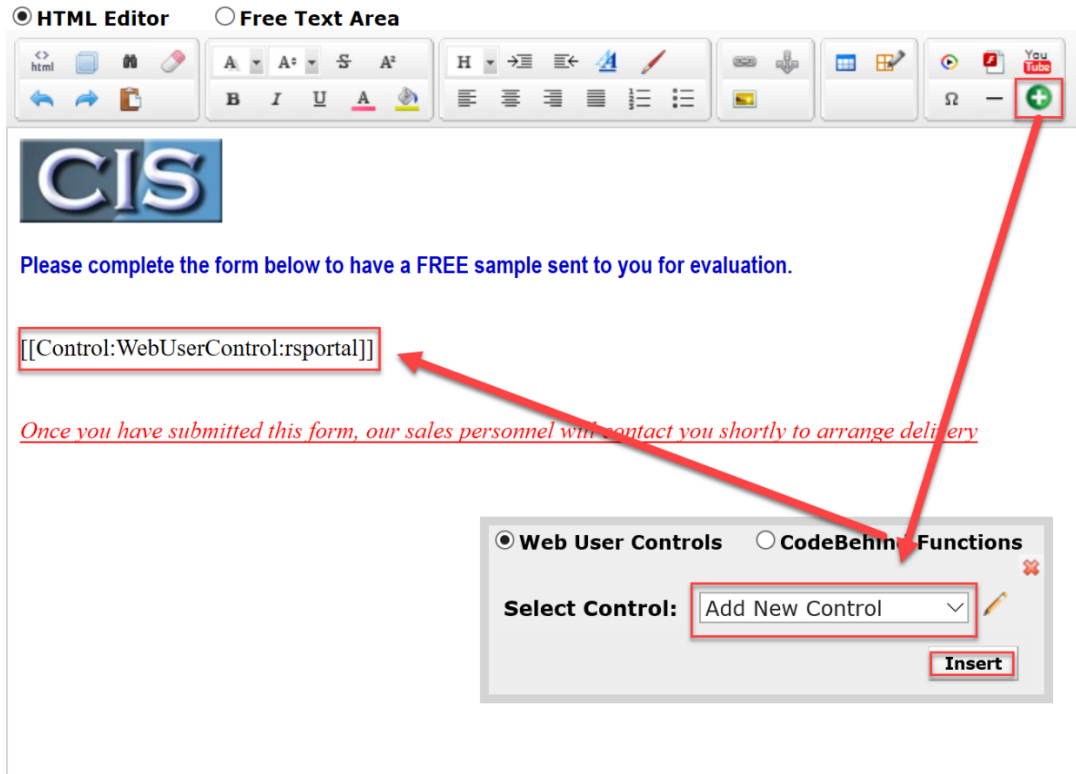 HTML Editor Free Text Area
<> html A A S A² H You Tube
B I U A Ω
CIS
Please complete the form below to have a FREE sample sent to you for evaluation.
[[Control:WebUserControl:rsportal]]
Once you have submitted this form, our sales personnel will contact you shortly to arrange delivery
Web User Controls CodeBehind Functions
Select Control: Add New Control
Insert